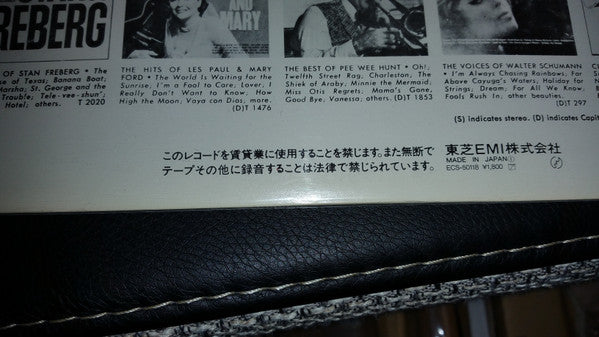 FREBERG
AND
MARY
OF STAN FREBERG • The
se of Texas; Banana Boat;
Marsha; St. George and the
Trouble; Tele-vee-shun';
Hotel; others. T 2020
THE HITS OF LES PAUL & MARY
FORD • The World Is Waiting for the
Sunrise, I'm a Fool to Care; Lover, I
Really Don't Want to Know, How
High the Moon, Vaya con Dios, more.
(D)T 1476
THE BEST OF PEE WEE HUNT • Oh!,
Twelfth Street Rag; Charleston, The
Shiek of Araby, Minnie the Mermaid,
Miss Otis Regrets. Mama's Gone,
Good Bye, Vanessa; others. (D)T 1853
THE VOICES OF WALTER SCHUMANN
• I'm Always Chasing Rainbows, Far
Above Cayuga's Waters; Holiday for
Strings; Dream; For All We Know,
Fools Rush In, other beauties.
(D)T 297
(S) indicates stereo. (D) indicates Capit
このレコードを賃貸業に使用することを禁じます。また無断で
テープその他に録音することは法律で禁じられています。
東芝EMI株式会社
MADE IN JAPAN Ⓘ
ECS-50118 ¥1,800